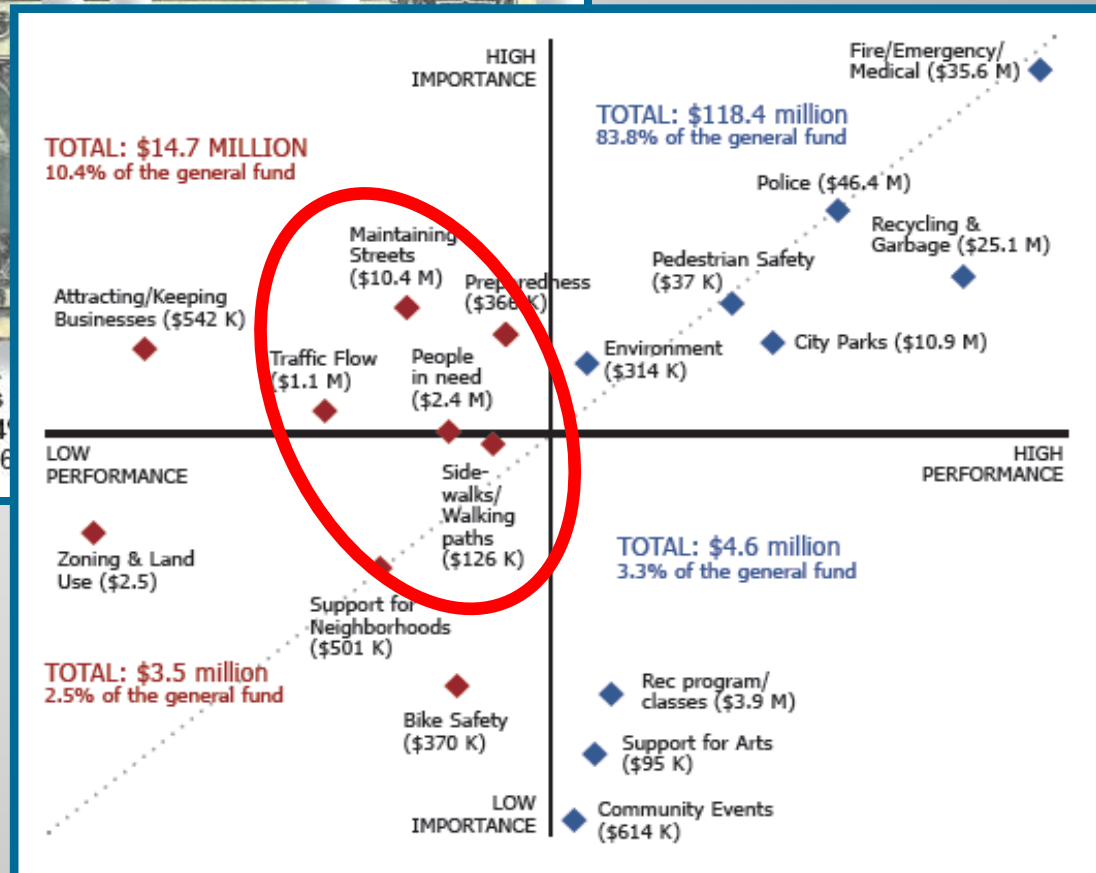 HIGH
IMPORTANCE
Fire/Emergency/
Medical ($35.6 M)
TOTAL: $118.4 million
83.8% of the general fund
TOTAL: $14.7 MILLION
10.4% of the general fund
Police ($46.4 M)
Recycling &
Garbage ($25.1 M)
Maintaining
Streets
($10.4 M)
Pedestrian Safety
($37 K)
Preparedness
($366 K)
Attracting/Keeping
Businesses ($542 K)
City Parks ($10.9 M)
Environment
($314 K)
Traffic Flow
($1.1 M)
People
in need
($2.4 M)
LOW
PERFORMANCE
HIGH
PERFORMANCE
Side-
walks/
Walking
paths
($126 K)
Zoning & Land
Use ($2.5)
TOTAL: $4.6 million
3.3% of the general fund
Support for
Neighborhoods
($501 K)
TOTAL: $3.5 million
2.5% of the general fund
Rec program/
classes ($3.9 M)
Bike Safety
($370 K)
Support for Arts
($95 K)
LOW
IMPORTANCE
Community Events
($614 K)